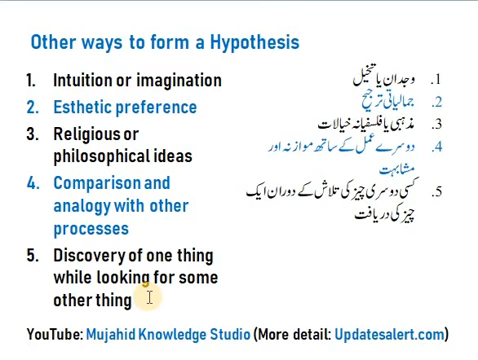 Other ways to form a Hypothesis
1. Intuition or imagination
2. Esthetic preference
3. Religious or
philosophical ideas
4. Comparison and
analogy with other
processes
5. Discovery of one thing
while looking for some
other thing
1. وجدان یا تخیل
2. جمالیاتی ترجیح
3. مذہبی یا فلسفیانہ خیالات
4. دوسرے عمل کے ساتھ موازنہ اور
مشابہت
5. کسی دوسری چیز کی تلاش کے دوران ایک
چیز کی دریافت
YouTube: Mujahid Knowledge Studio (More detail: Updatesalert.com)